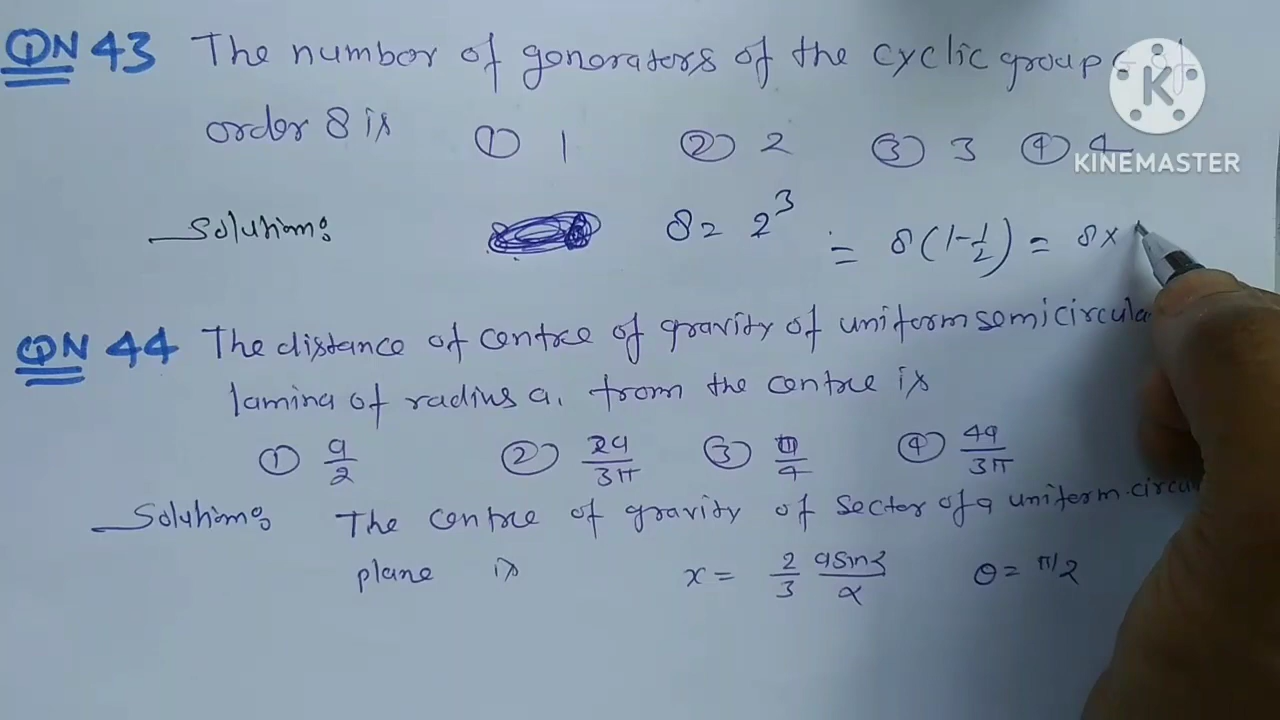 QN 43 The number of generators of the cyclic group G of
order 8 is ① 1 ② 2 ③ 3 ④ 4
KINEMASTER
Solution: 8 = 2^3 ∴ = 8(1-1/2) = 8×
QN 44 The distance of centre of gravity of uniform semicircula
lamina of radius a, from the centre is
① a/2 ② 2a/3π ③ π/4 ④ 4a/3π
Solution: The centre of gravity of sector of a uniform circu
plane is x = 2/3 a sin α/α θ = π/2